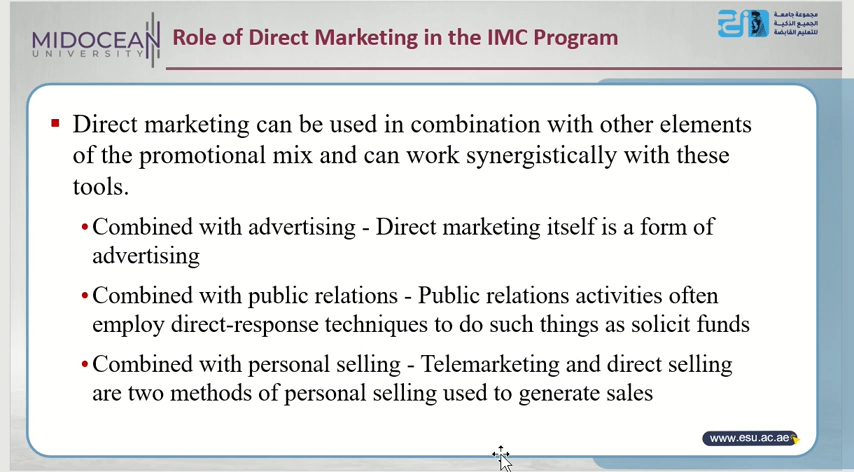 MIDOCEAN
UNIVERSITY
Role of Direct Marketing in the IMC Program
مجموعة جامعة
للتعليم القابضة
Direct marketing can be used in combination with other elements
of the promotional mix and can work synergistically with these
tools.
•Combined with advertising - Direct marketing itself is a form of
advertising
•Combined with public relations - Public relations activities often
employ direct-response techniques to do such things as solicit funds
•Combined with personal selling - Telemarketing and direct selling
are two methods of personal selling used to generate sales
www.esu.ac.ae